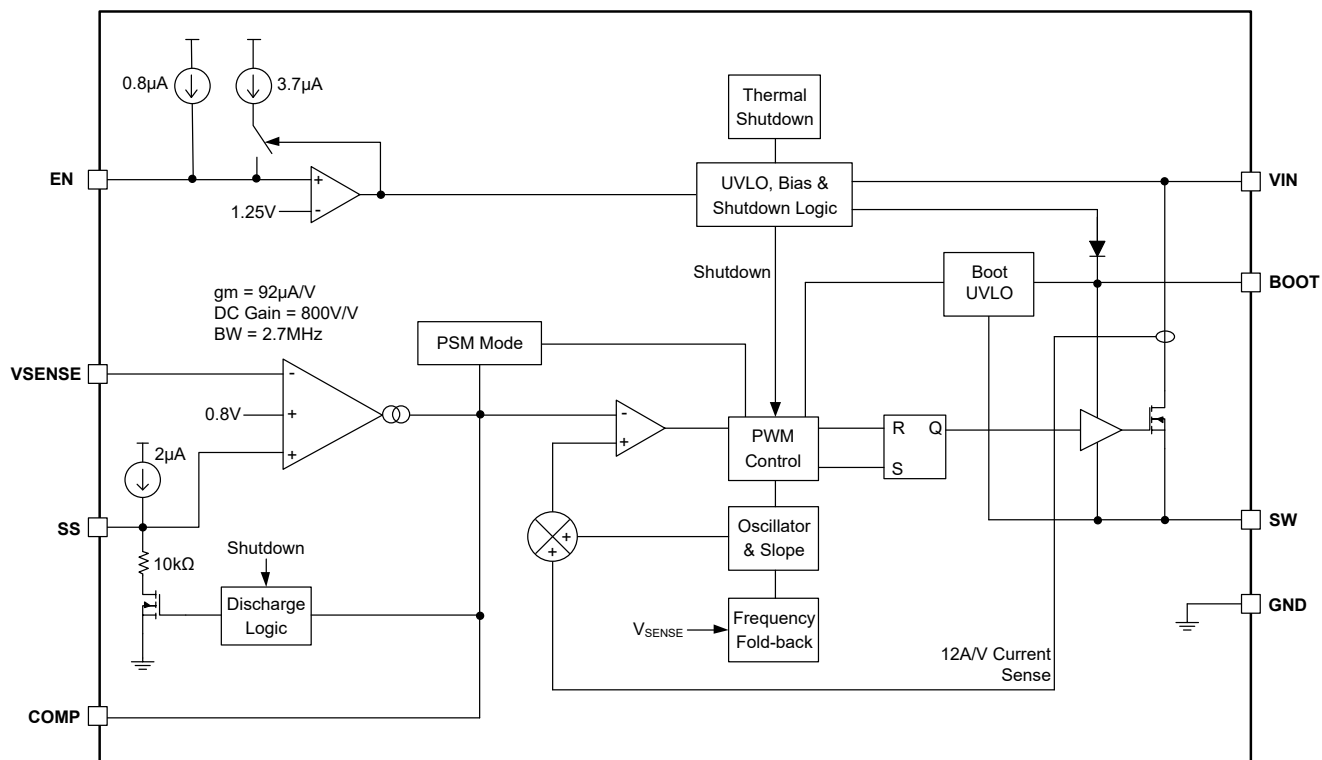 0.8µA
3.7µA
Thermal
Shutdown
EN
1.25V
UVLO, Bias &
Shutdown Logic
VIN
Shutdown
Boot
UVLO
BOOT
gm = 92µA/V
DC Gain = 800V/V
BW = 2.7MHz
PSM Mode
VSENSE
-
+
+
0.8V
+
-
-
+
PWM
Control
R Q
S
2µA
SS
10kΩ
Shutdown
Discharge
Logic
+
+
Oscillator
& Slope
SW
VSENSE
Frequency
Fold-back
GND
12A/V Current
Sense
COMP